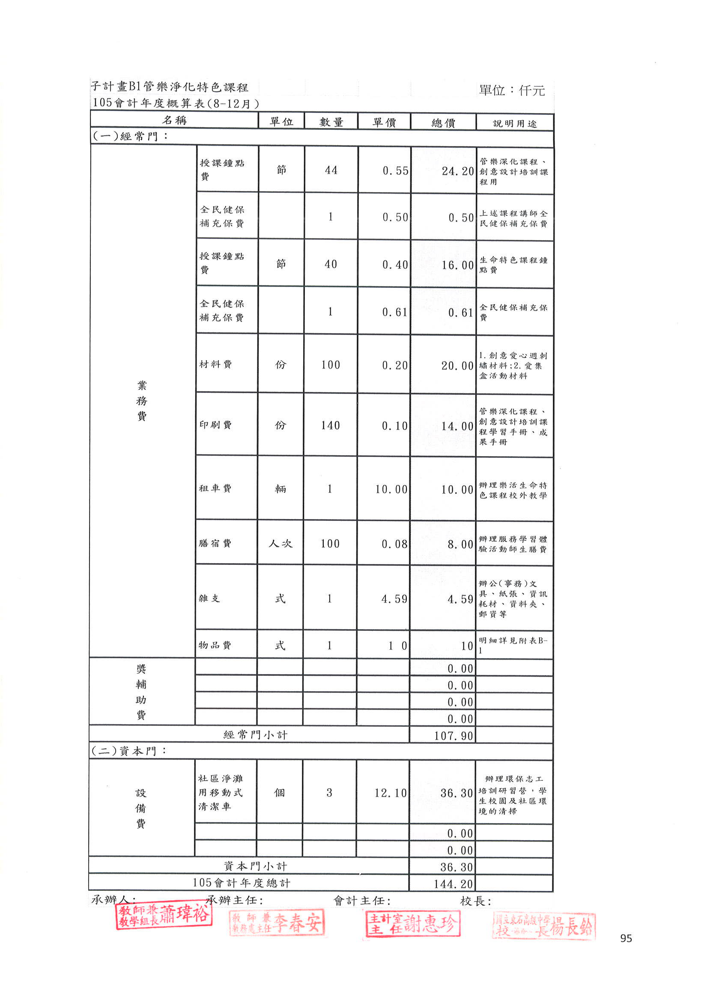 子計畫B1管樂淨化特色課程
單位：仟元
105會計年度概算表(8-12月)
名稱 單位 數量 單價 總價 說明用途
(一)經常門：
業務費
授課鐘點費 節 44 0.55 24.20 管樂深化課程、創意設計培訓課程用
全民健保補充保費 1 0.50 0.50 上述課程講師全民健保補充保費
授課鐘點費 節 40 0.40 16.00 生命特色課程鐘點費
全民健保補充保費 1 0.61 0.61 全民健保補充保費
材料費 份 100 0.20 20.00 1.創意愛心週刺繡材料;2.愛集盒活動材料
印刷費 份 140 0.10 14.00 管樂深化課程、創意設計培訓課程學習手冊、成果手冊
租車費 輛 1 10.00 10.00 辦理樂活生命特色課程校外教學
膳宿費 人次 100 0.08 8.00 辦理服務學習體驗活動師生膳費
雜支 式 1 4.59 4.59 辦公(事務)文具、紙張、資訊耗材、資料夾、郵資等
物品費 式 1 10 10 明細詳見附表B-1
獎輔助費
0.00
0.00
0.00
0.00
經常門小計 107.90
(二)資本門：
設備費
社區淨灘用移動式清潔車 個 3 12.10 36.30 辦理環保志工培訓研習營，學生校園及社區環境的清掃
0.00
0.00
資本門小計 36.30
105會計年度總計 144.20
承辦人: 承辦主任: 會計主任: 校長:
教師兼教學組長蕭瑋裕
教師兼教務處主任李春安
主計室主任謝惠珍
國立東石高級中學校長楊長鈶
95